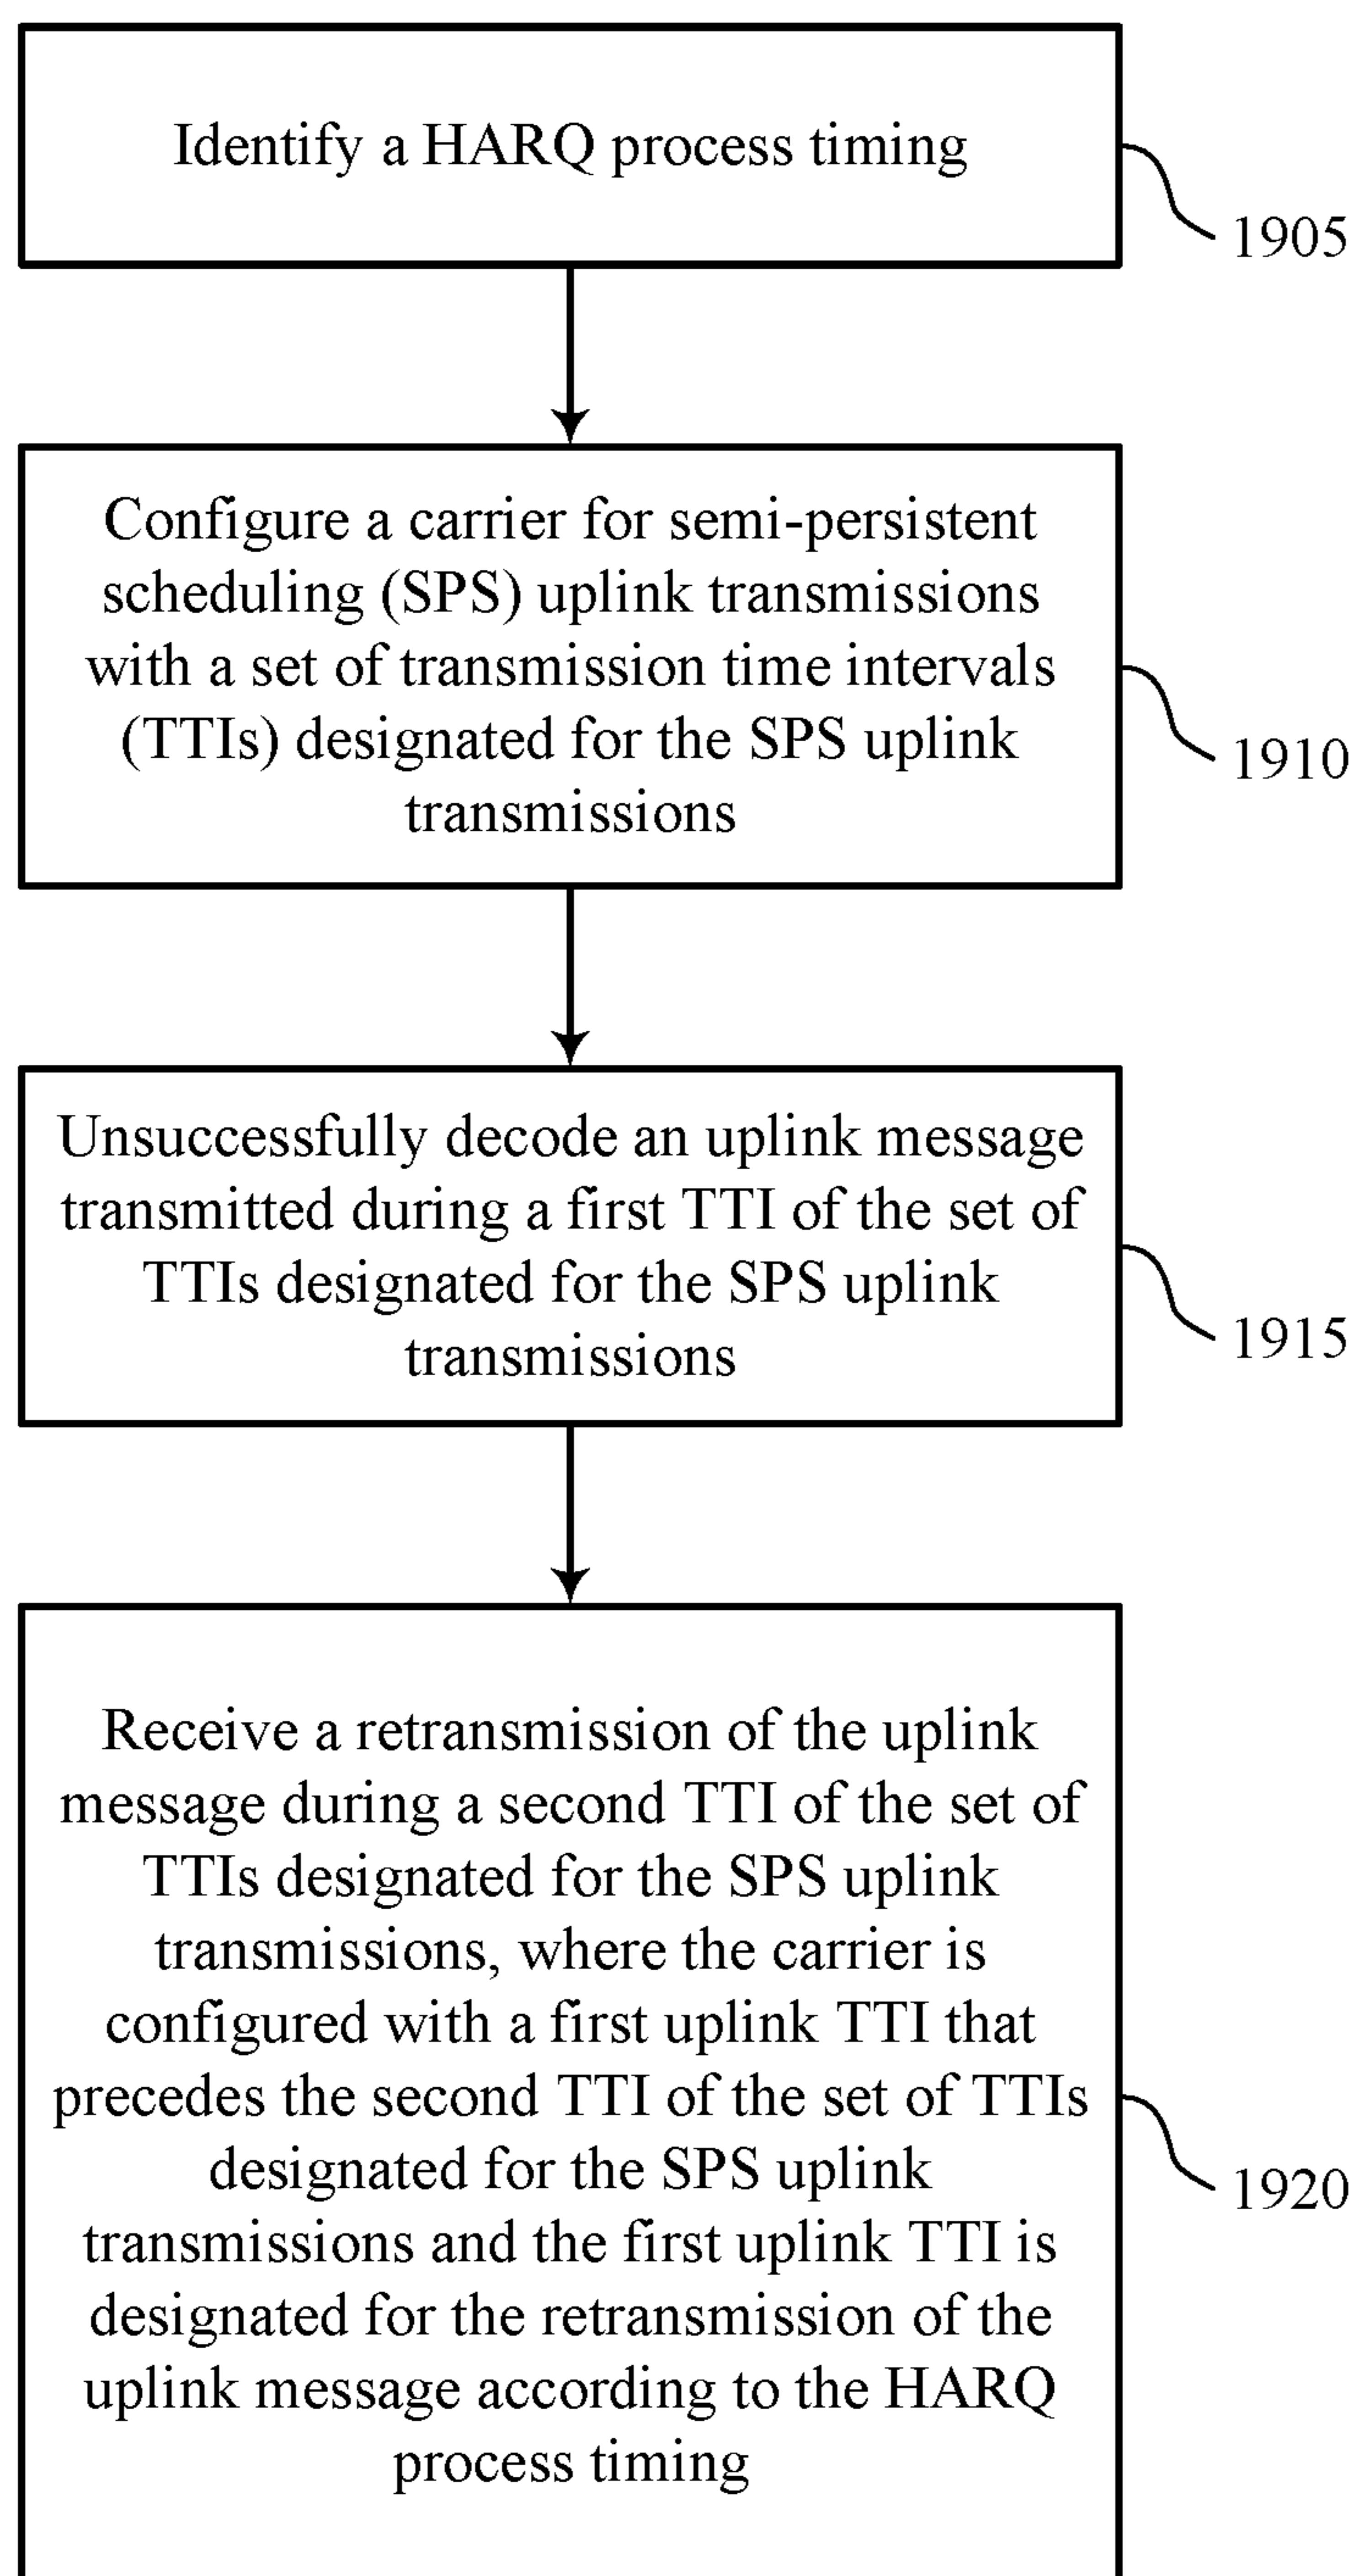 Identify a HARQ process timing
1905
Configure a carrier for semi-persistent
scheduling (SPS) uplink transmissions
with a set of transmission time intervals
(TTIs) designated for the SPS uplink
transmissions
1910
Unsuccessfully decode an uplink message
transmitted during a first TTI of the set of
TTIs designated for the SPS uplink
transmissions
1915
Receive a retransmission of the uplink
message during a second TTI of the set of
TTIs designated for the SPS uplink
transmissions, where the carrier is
configured with a first uplink TTI that
precedes the second TTI of the set of TTIs
designated for the SPS uplink
transmissions and the first uplink TTI is
designated for the retransmission of the
uplink message according to the HARQ
process timing
1920